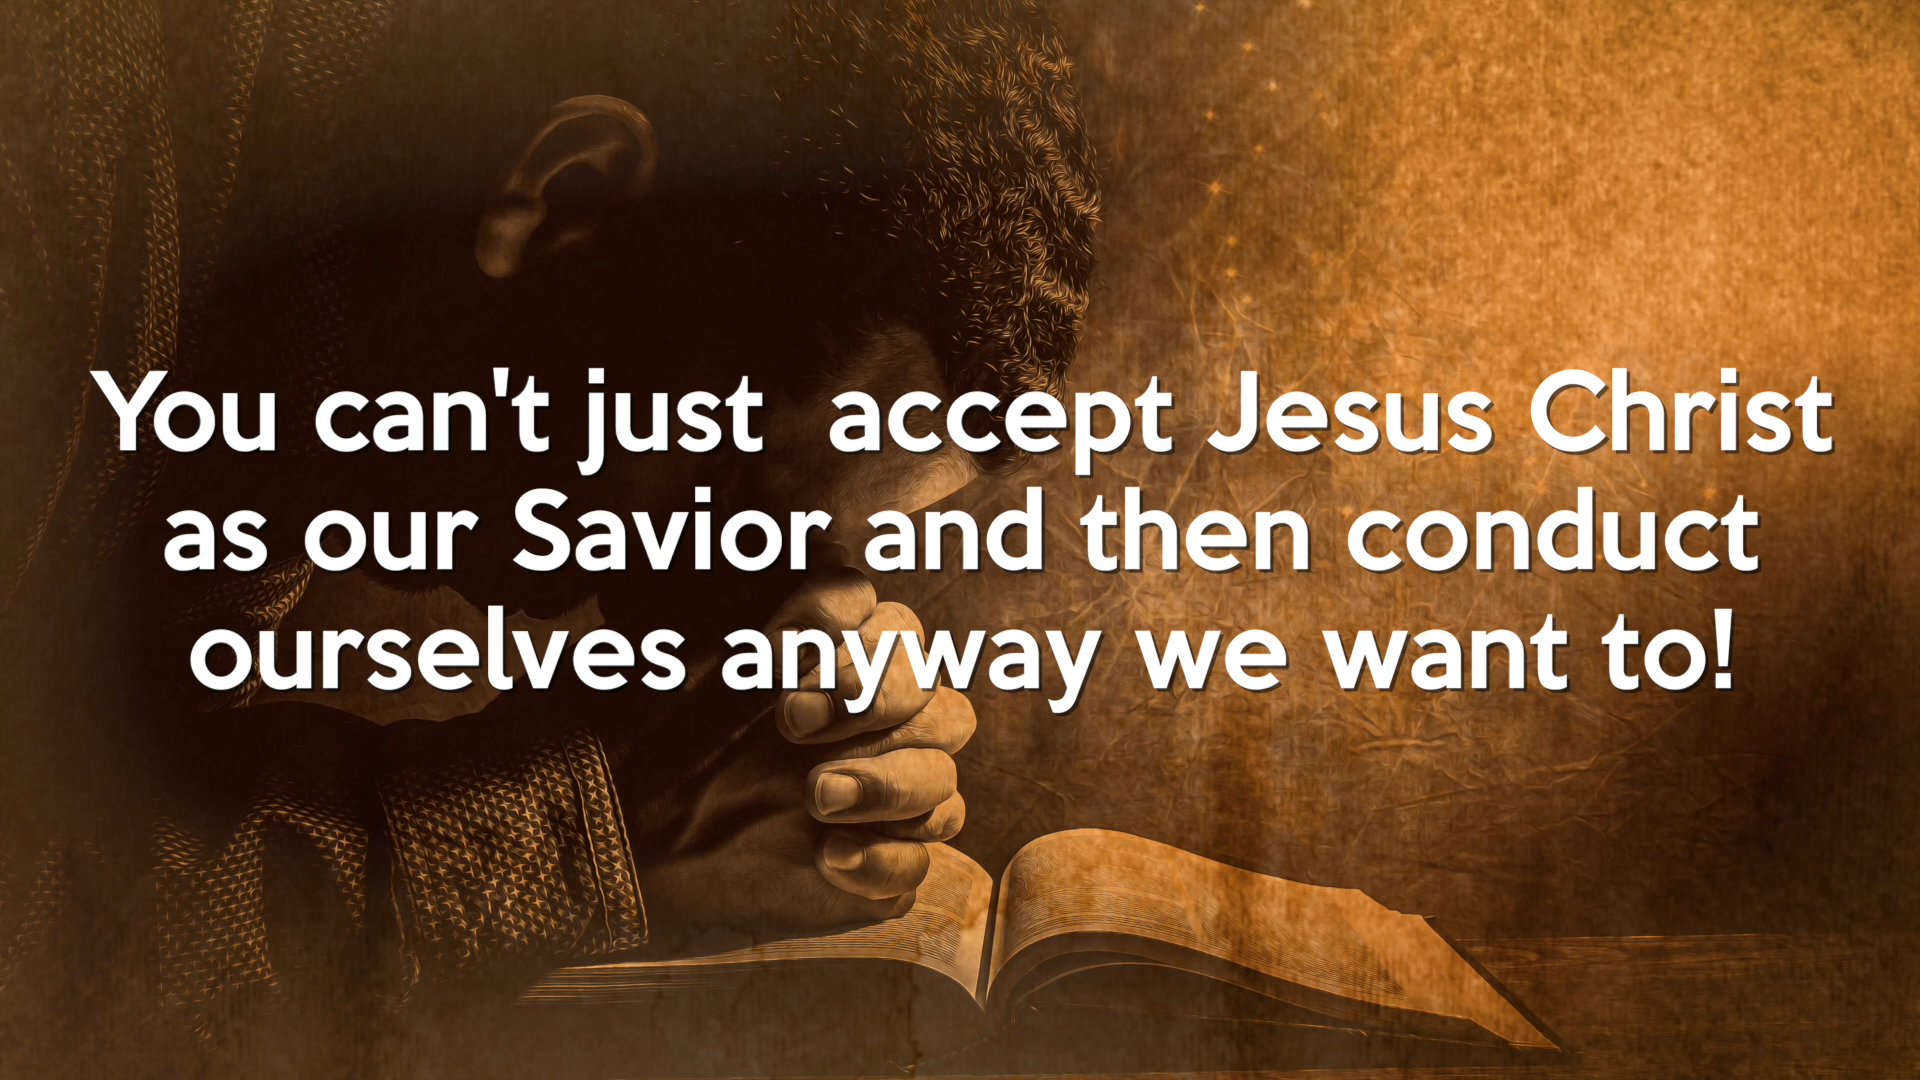 You can't just  accept Jesus Christ
as our Savior and then conduct
ourselves anyway we want to!